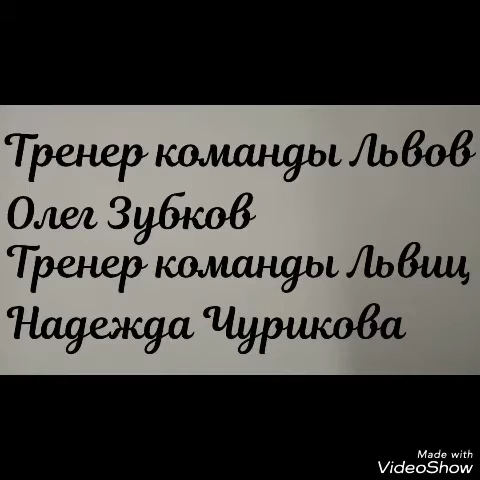 Тренер команды Львов
Олег Зубков
Тренер команды Львиц
Надежда Чурикова
Made with
VideoShow